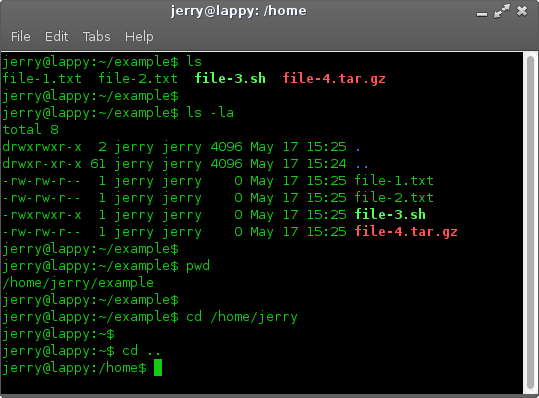 jerry@lappy: /home
File Edit Tabs Help
jerry@lappy:~/example$ ls
file-1.txt  file-2.txt  file-3.sh  file-4.tar.gz
jerry@lappy:~/example$
jerry@lappy:~/example$ ls -la
total 8
drwxrwxr-x  2 jerry jerry 4096 May 17 15:25 .
drwxr-xr-x 61 jerry jerry 4096 May 17 15:24 ..
-rw-rw-r--  1 jerry jerry    0 May 17 15:25 file-1.txt
-rw-rw-r--  1 jerry jerry    0 May 17 15:25 file-2.txt
-rwxrwxr-x  1 jerry jerry    0 May 17 15:25 file-3.sh
-rw-rw-r--  1 jerry jerry    0 May 17 15:25 file-4.tar.gz
jerry@lappy:~/example$
jerry@lappy:~/example$ pwd
/home/jerry/example
jerry@lappy:~/example$
jerry@lappy:~/example$ cd /home/jerry
jerry@lappy:~$
jerry@lappy:~$ cd ..
jerry@lappy:/home$